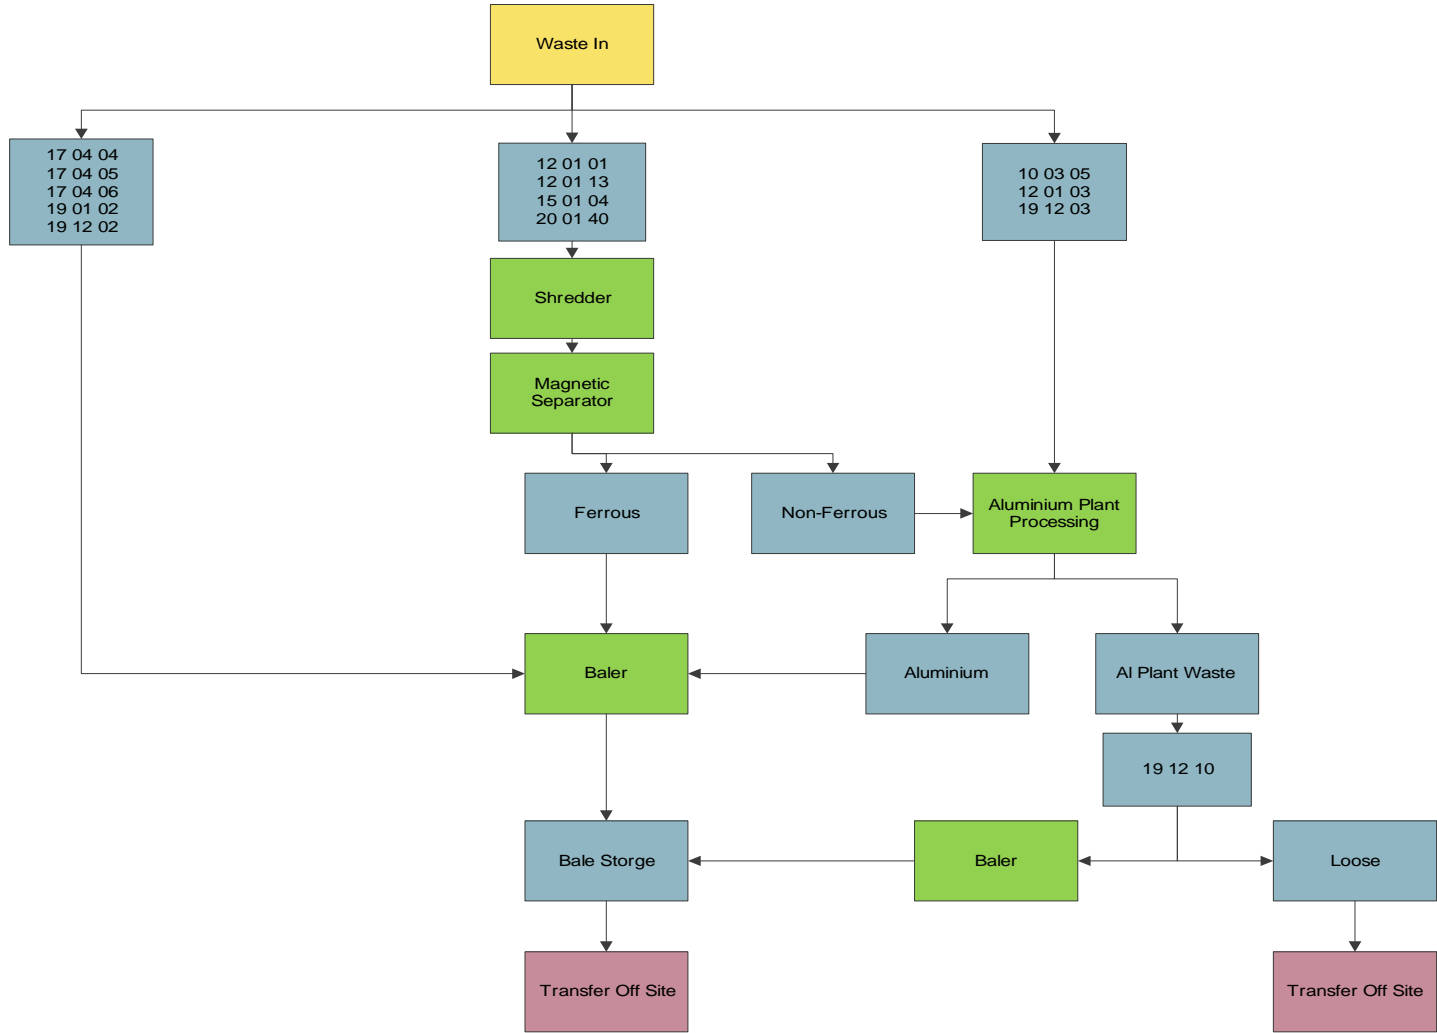 Waste In
17 04 04
17 04 05
17 04 06
19 01 02
19 12 02
12 01 01
12 01 13
15 01 04
20 01 40
10 03 05
12 01 03
19 12 03
Shredder
Magnetic
Separator
Ferrous
Non-Ferrous
Aluminium Plant
Processing
Baler
Aluminium
Al Plant Waste
19 12 10
Bale Storge
Baler
Loose
Transfer Off Site
Transfer Off Site